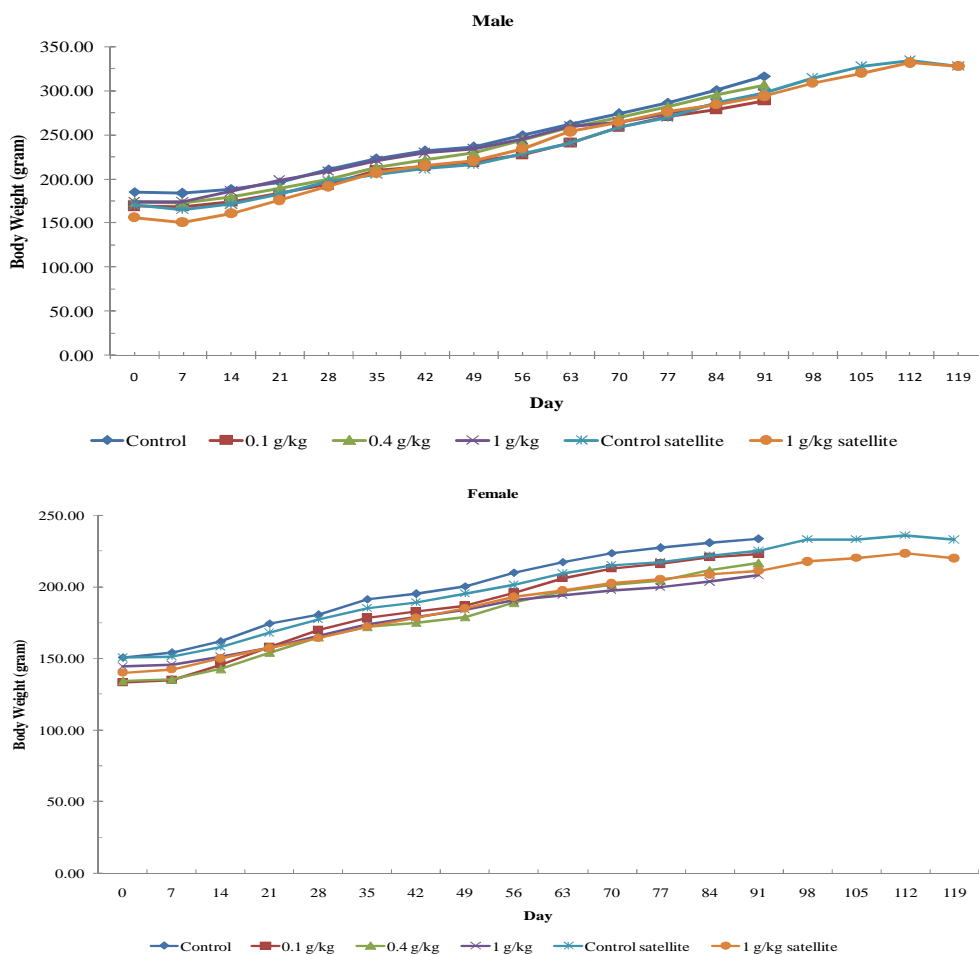 Male
350.00
300.00
250.00
200.00
150.00
100.00
50.00
0.00
Body Weight (gram)
0 7 14 21 28 35 42 49 56 63 70 77 84 91 98 105 112 119
Day
Control 0.1 g/kg 0.4 g/kg 1 g/kg Control satellite 1 g/kg satellite
Female
250.00
200.00
150.00
100.00
50.00
0.00
Body Weight (gram)
0 7 14 21 28 35 42 49 56 63 70 77 84 91 98 105 112 119
Day
Control 0.1 g/kg 0.4 g/kg 1 g/kg Control satellite 1 g/kg satellite